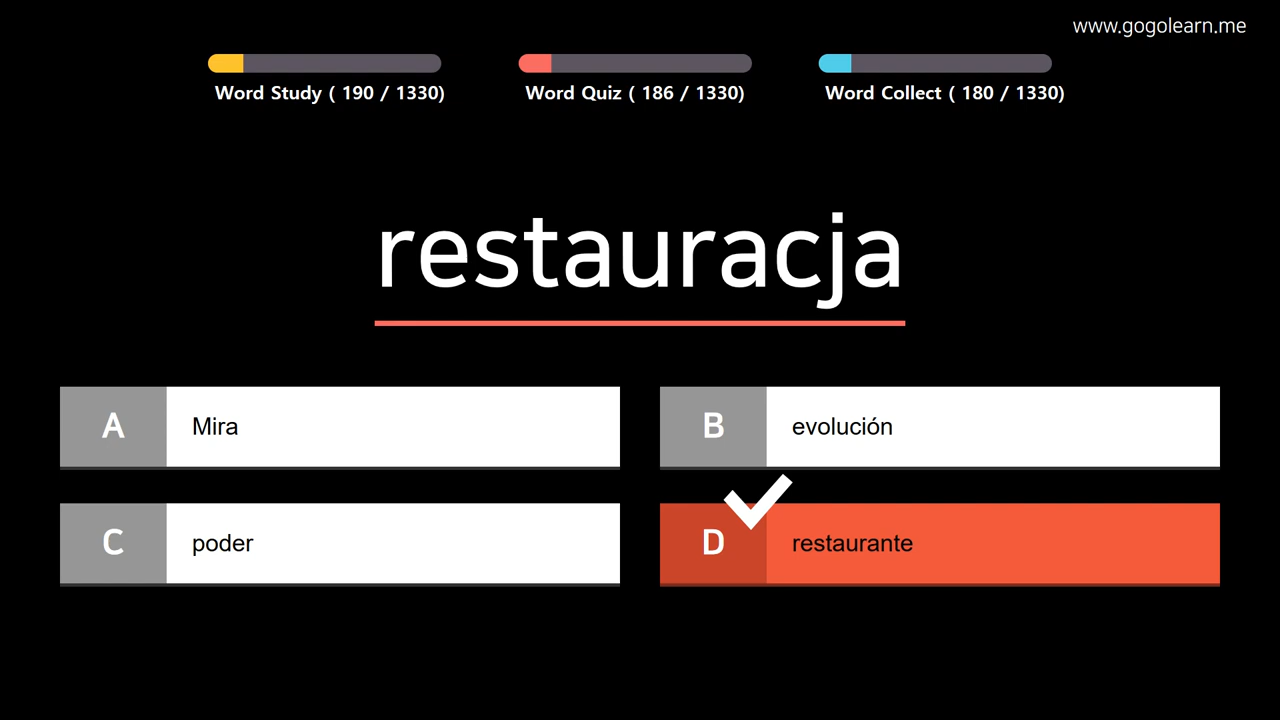 www.gogolearn.me
Word Study ( 190 / 1330)
Word Quiz ( 186 / 1330)
Word Collect ( 180 / 1330)
restauracja
A Mira
B evolución
C poder
D restaurante